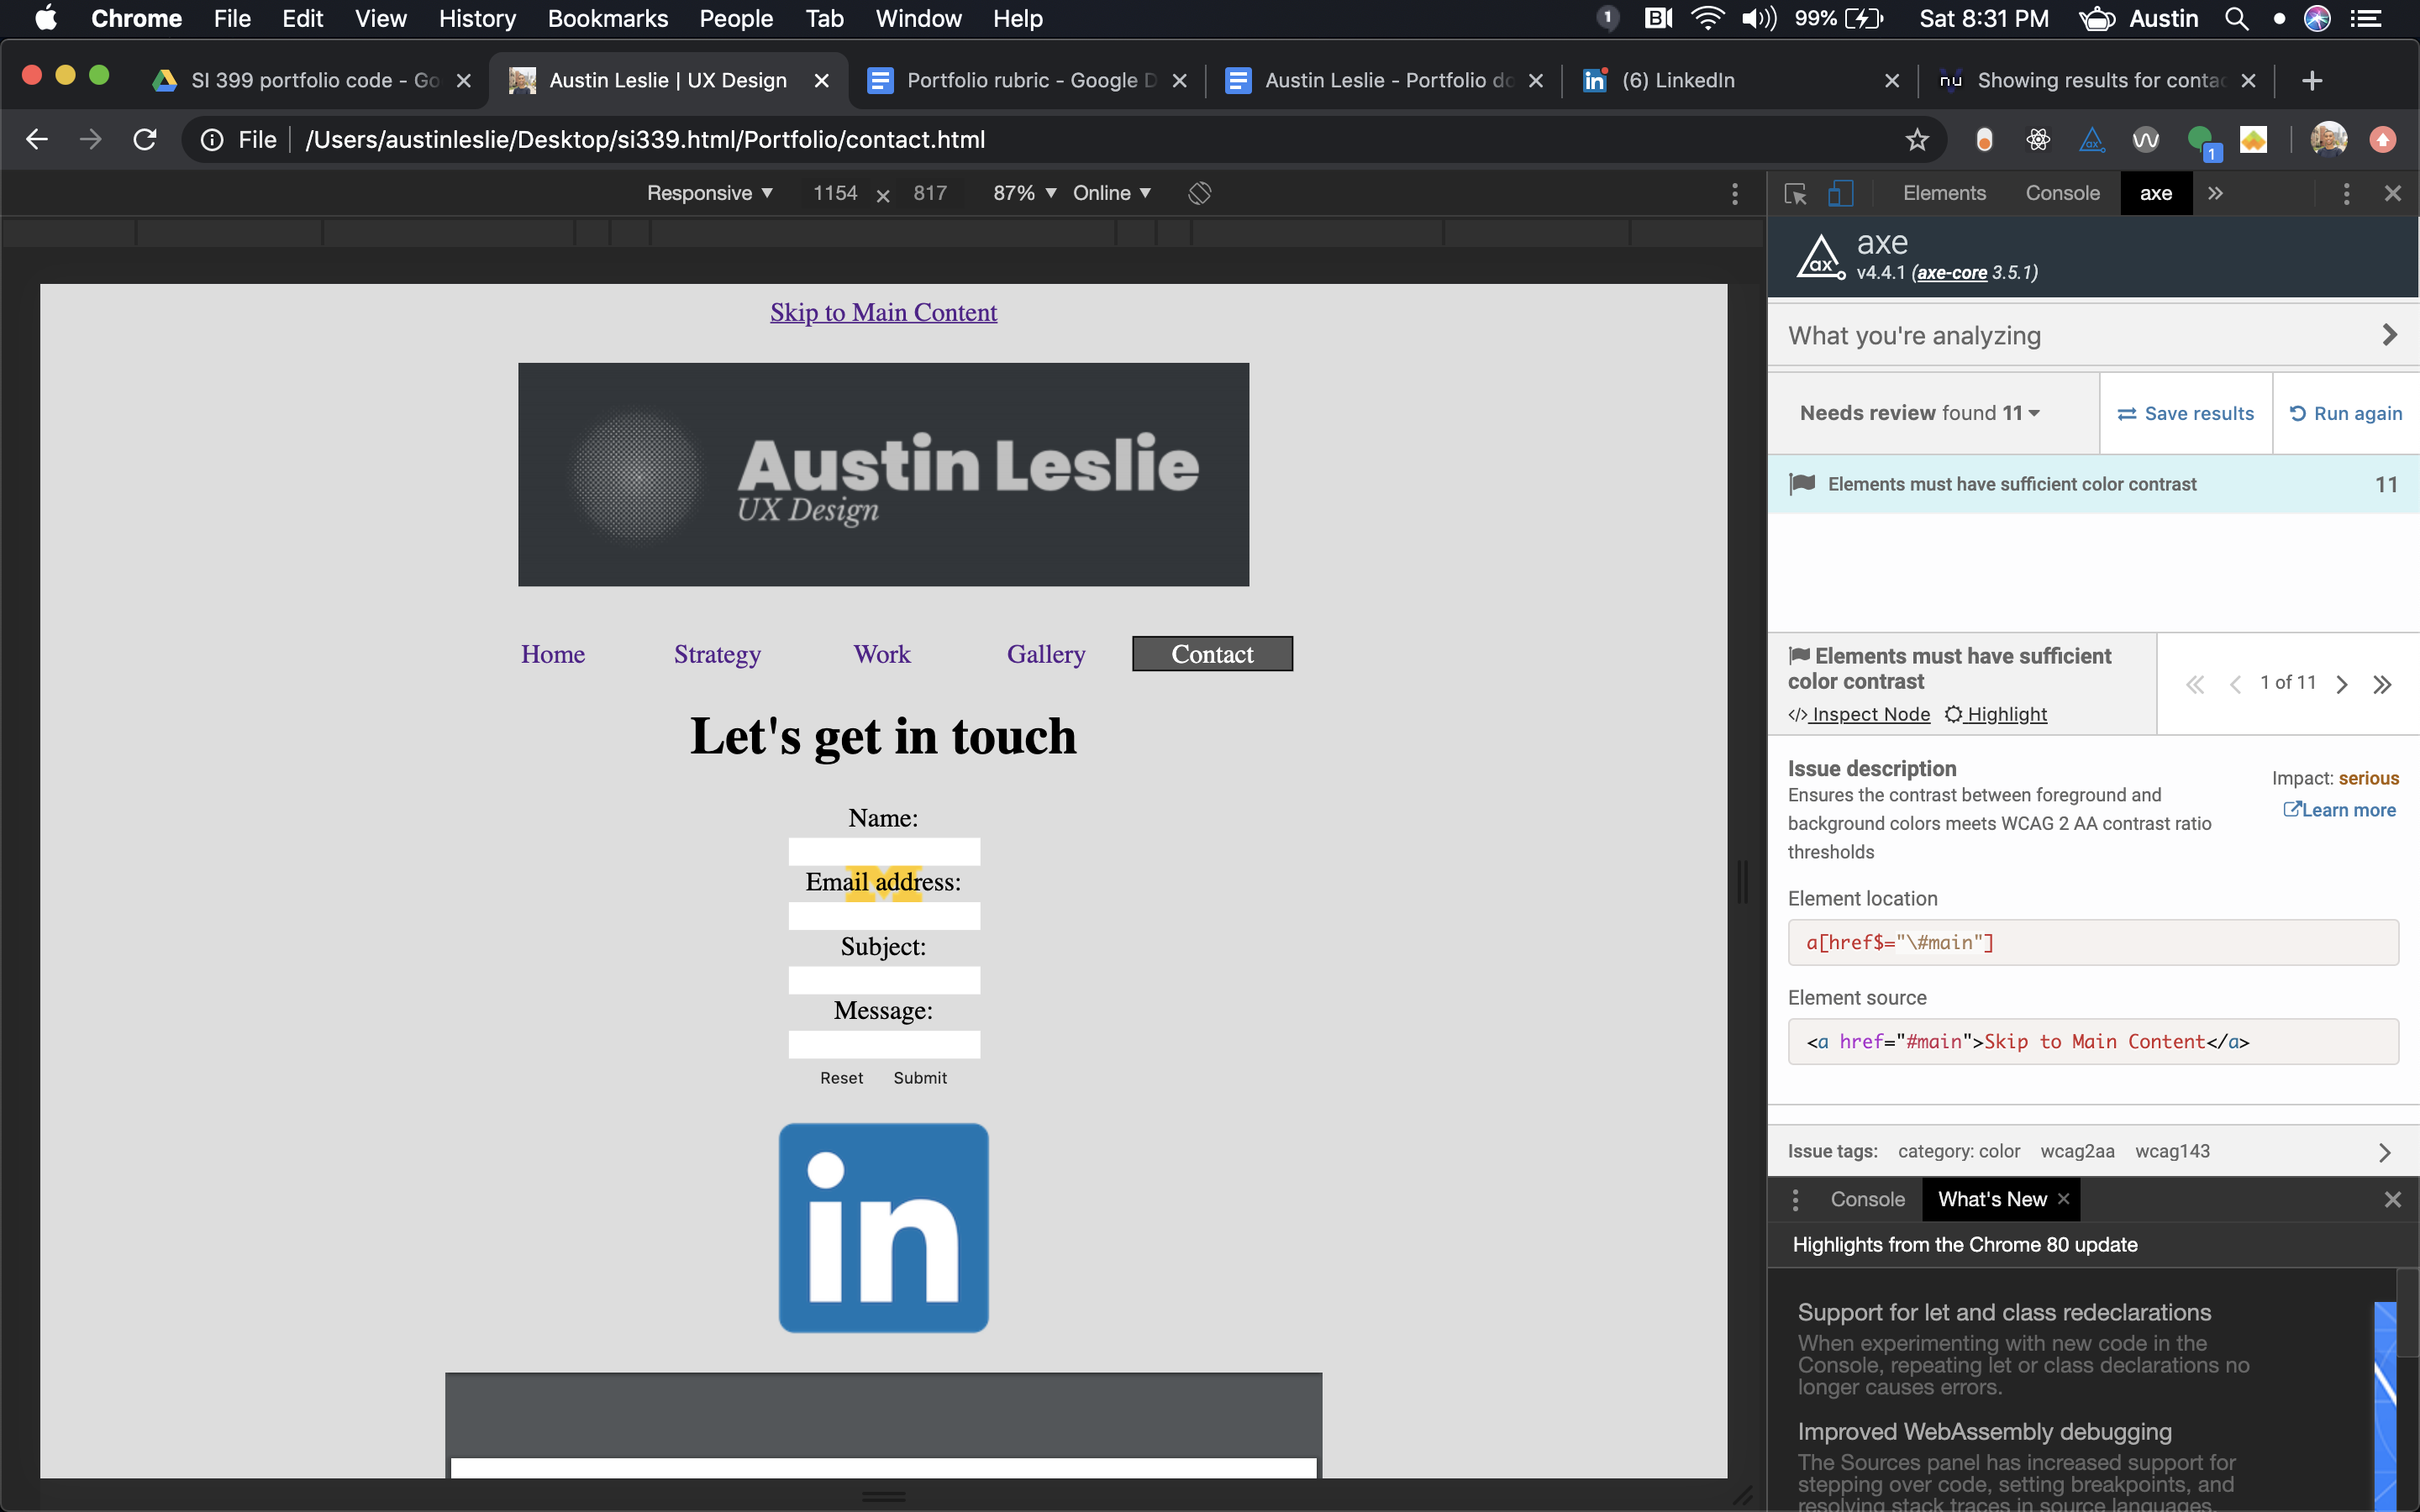 Chrome File Edit View History Bookmarks People Tab Window Help 1 99% Sat 8:31 PM Austin
SI 399 portfolio code - Go Austin Leslie | UX Design Portfolio rubric - Google D Austin Leslie - Portfolio do in (6) LinkedIn nu Showing results for contac
File /Users/austinleslie/Desktop/si339.html/Portfolio/contact.html 1
Responsive 1154 × 817 87% Online Elements Console axe »
ax axe
v4.4.1 (axe-core 3.5.1)
What you're analyzing
Needs review found 11 Save results Run again
Elements must have sufficient color contrast 11
Elements must have sufficient
color contrast
</> Inspect Node Highlight
1 of 11
Issue description
Ensures the contrast between foreground and
background colors meets WCAG 2 AA contrast ratio
thresholds
Impact: serious
Learn more
Element location
a[href$="\#main"]
Element source
<a href="#main">Skip to Main Content</a>
Issue tags: category: color wcag2aa wcag143
Console What's New
Highlights from the Chrome 80 update
Support for let and class redeclarations
When experimenting with new code in the
Console, repeating let or class declarations no
longer causes errors.
Improved WebAssembly debugging
The Sources panel has increased support for
stepping over code, setting breakpoints, and
resolving stack traces in source languages.
Skip to Main Content
Austin Leslie
UX Design
Home Strategy Work Gallery Contact
Let's get in touch
Name:
Email address:
M
Subject:
Message:
Reset Submit
in